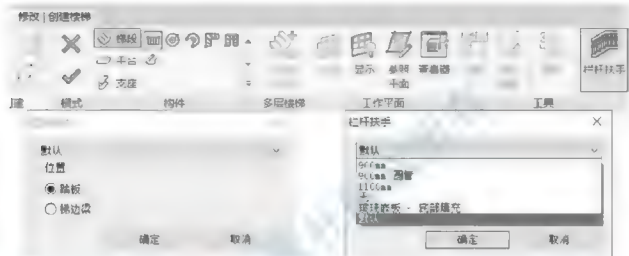 修改 | 创建楼梯
梯段
平台
支座
显示 参照平面 查看器
栏杆扶手
模式 构件 多层楼梯 工作平面 工具
栏杆扶手
默认
位置
踏板
梯边梁
确定 取消
默认
900mm
900mm 圆管
1100mm
无
玻璃嵌板 - 底部填充
默认
确定 取消